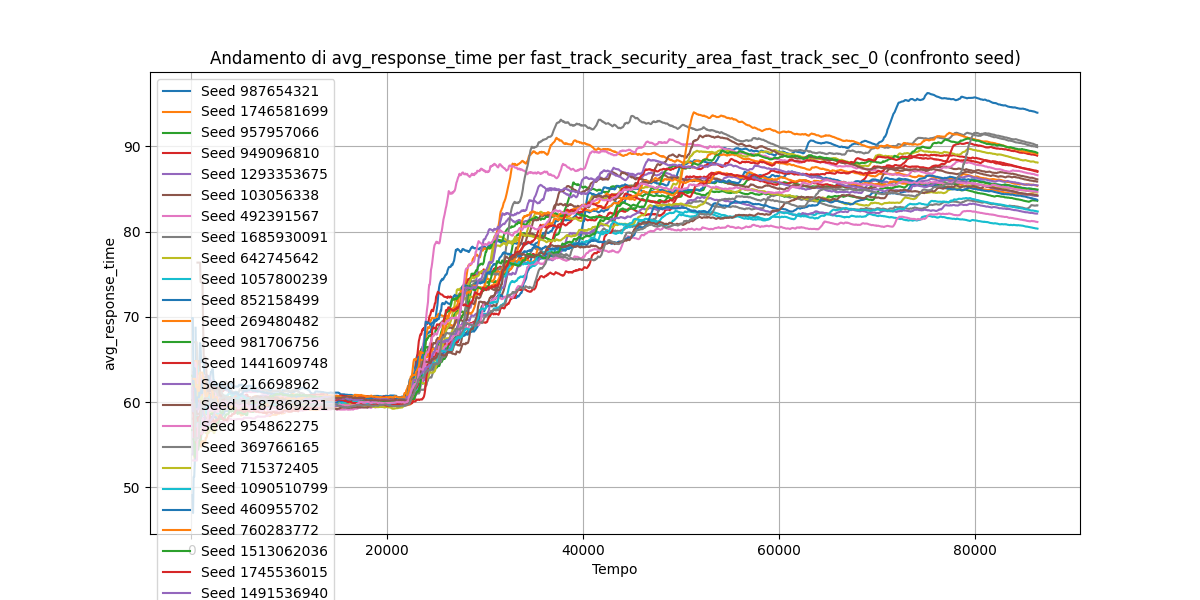 Andamento di avg_response_time per fast_track_security_area_fast_track_sec_0 (confronto seed)
Seed 987654321
Seed 1746581699
Seed 957957066
Seed 949096810
Seed 1293353675
Seed 103056338
Seed 492391567
Seed 1685930091
Seed 642745642
Seed 1057800239
Seed 852158499
Seed 269480482
Seed 981706756
Seed 1441609748
Seed 216698962
Seed 1187869221
Seed 954862275
Seed 369766165
Seed 715372405
Seed 1090510799
Seed 460955702
Seed 760283772
Seed 1513062036
Seed 1745536015
Seed 1491536940
90
80
70
60
50
avg_response_time
0
20000
40000
60000
80000
Tempo